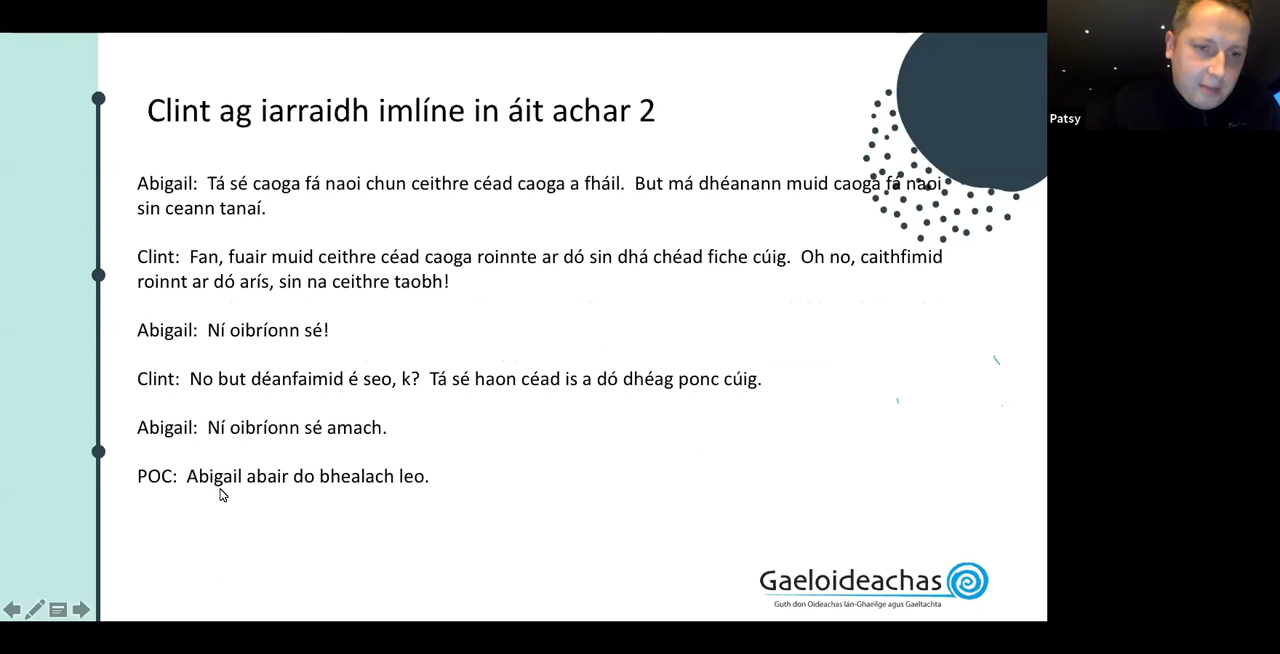 Clint ag iarraidh imlíne in áit achar 2
Patsy
Abigail: Tá sé caoga fá naoi chun ceithre céad caoga a fháil. But má dhéanann muid caoga fá naoi
sin ceann tanaí.
Clint: Fan, fuair muid ceithre céad caoga roinnte ar dó sin dhá chéad fiche cúig. Oh no, caithfimid
roinnt ar dó arís, sin na ceithre taobh!
Abigail: Ní oibríonn sé!
Clint: No but déanfaimid é seo, k? Tá sé haon céad is a dó dhéag ponc cúig.
Abigail: Ní oibríonn sé amach.
POC: Abigail abair do bhealach leo.
Gaeloideachas
Guth don Oideachas lán-Ghaeilge agus Gaeltachta